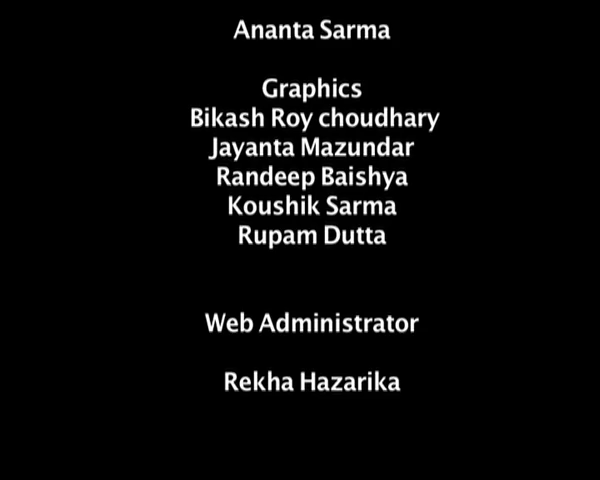 Ananta Sarma
Graphics
Bikash Roy choudhary
Jayanta Mazundar
Randeep Baishya
Koushik Sarma
Rupam Dutta
Web Administrator
Rekha Hazarika